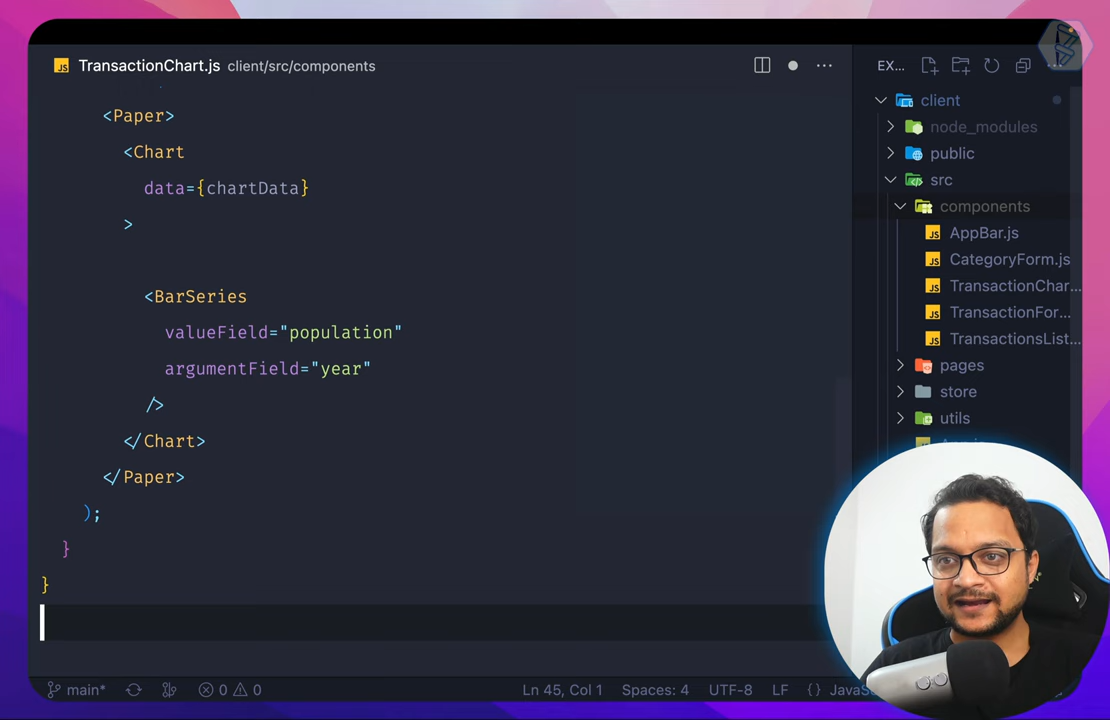 TransactionChart.js client/src/components
EX...
<Paper>
<Chart
data={chartData}
>
<BarSeries
valueField="population"
argumentField="year"
/>
</Chart>
</Paper>
);
}
}
client
node_modules
public
src
components
AppBar.js
CategoryForm.js
TransactionChar...
TransactionFor...
TransactionsList...
pages
store
utils
main*
0
0
Ln 45, Col 1
Spaces: 4
UTF-8
LF
{}